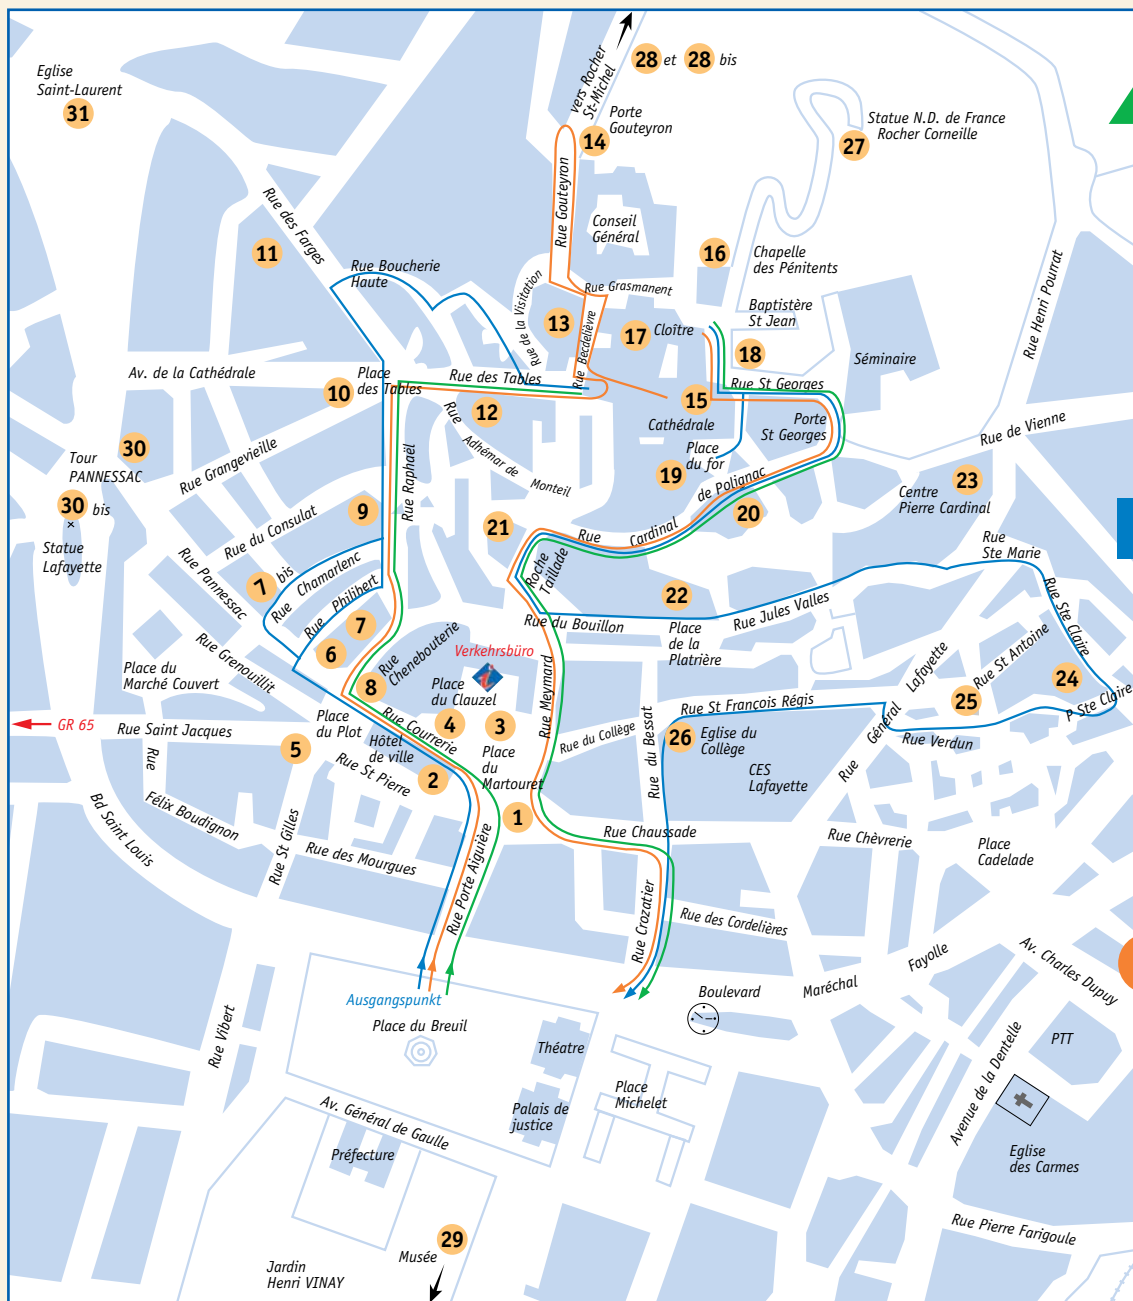 Eglise
Saint-Laurent
31
vers Rocher
St-Michel
28 et 28 bis
Porte
Gouteyron
14
Statue N.D. de France
Rocher Corneille
27
Rue des Farges
11
Rue Gouteyron
Conseil
Général
16
Chapelle
des Pénitents
Rue Boucherie
Haute
Rue de la Visitation
Rue Grasmanent
Rue Henri Pourrat
13
Rue Becdelièvre
17
Cloître
Baptistère
St Jean
18
Séminaire
Av. de la Cathédrale
10
Place
des Tables
Rue des Tables
Rue St Georges
12
15
Cathédrale
Porte
St Georges
Rue
Adhémar de
Monteil
Rue de Vienne
30
Tour
PANNESSAC
Rue Grangevieille
Rue Raphaël
Place
du for
19
de Polignac
23
Centre
Pierre Cardinal
30 bis
Statue
Lafayette
9
Rue du Consulat
21
Rue
Cardinal
20
Rue
Ste Marie
Rue Pannessac
7 bis
Rue Chamarlenc
Rue Philibert
Roche
Taillade
22
Rue Jules Valles
Rue Ste Claire
7
6
Rue du Bouillon
Place
de la
Platrière
Rue Grenouillit
Rue
Chenebouterie
Verkehrsbüro
Lafayette
Rue St Antoine
Place du
Marché Couvert
8
Place
du Clauzel
Rue Meymard
24
25
P Ste Claire
GR 65
Rue Saint Jacques
Place
du Plot
Rue Courrerie
4
3
Rue St François Régis
Général
Rue
5
Hôtel
de ville
Rue du Collège
Rue du Bessat
26
Eglise du
Collège
Rue Verdun
Rue
Rue St Pierre
2
Place
du
Martouret
CES
Lafayette
Bd Saint Louis
Félix Boudignon
Rue St Gilles
Rue des Mourgues
Rue Porte Aiguière
1
Rue Chaussade
Rue Chèvrerie
Place
Cadelade
Rue Crozatier
Rue des Cordelières
Fayolle
Av. Charles Dupuy
Maréchal
Boulevard
Ausgangspunkt
Place du Breuil
Rue Vibert
Théatre
PTT
Avenue de la Dentelle
Place
Michelet
Palais de
justice
Av. Général de Gaulle
Préfecture
Eglise
des Carmes
Rue Pierre Farigoule
29
Musée
Jardin
Henri VINAY